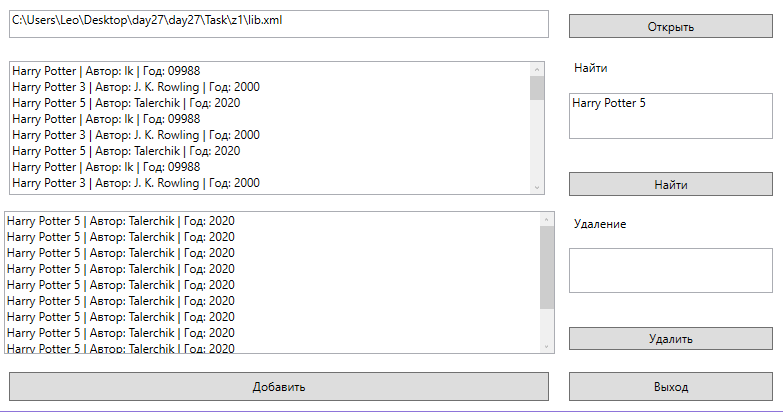 C:\Users\Leo\Desktop\day27\day27\Task\z1\lib.xml
Открыть
Harry Potter | Автор: lk | Год: 09988
Harry Potter 3 | Автор: J. K. Rowling | Год: 2000
Harry Potter 5 | Автор: Talerchik | Год: 2020
Harry Potter | Автор: lk | Год: 09988
Harry Potter 3 | Автор: J. K. Rowling | Год: 2000
Harry Potter 5 | Автор: Talerchik | Год: 2020
Harry Potter | Автор: lk | Год: 09988
Harry Potter 3 | Автор: J. K. Rowling | Год: 2000
Найти
Harry Potter 5
Найти
Harry Potter 5 | Автор: Talerchik | Год: 2020
Harry Potter 5 | Автор: Talerchik | Год: 2020
Harry Potter 5 | Автор: Talerchik | Год: 2020
Harry Potter 5 | Автор: Talerchik | Год: 2020
Harry Potter 5 | Автор: Talerchik | Год: 2020
Harry Potter 5 | Автор: Talerchik | Год: 2020
Harry Potter 5 | Автор: Talerchik | Год: 2020
Harry Potter 5 | Автор: Talerchik | Год: 2020
Harry Potter 5 | Автор: Talerchik | Год: 2020
Удаление
Удалить
Добавить
Выход